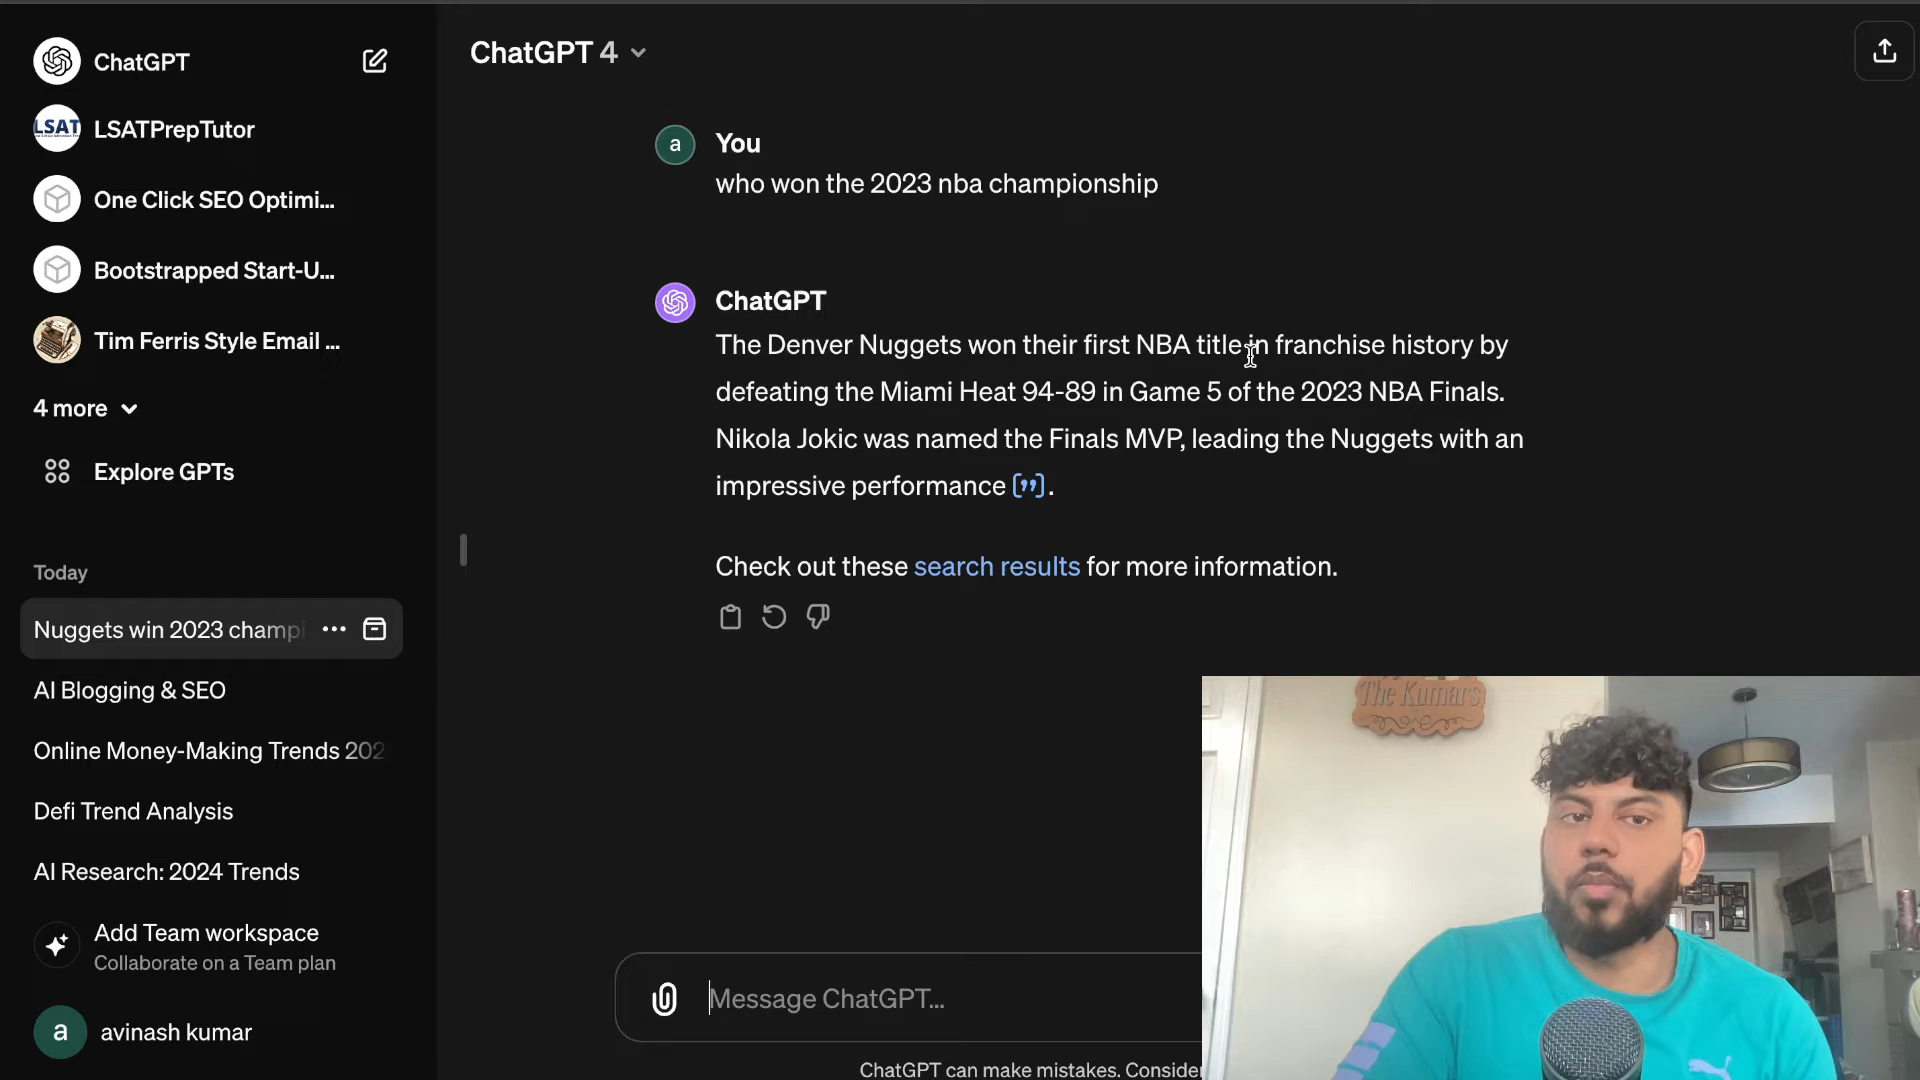 ChatGPT
LSAT
LSATPrepTutor
One Click SEO Optimi...
Bootstrapped Start-U...
Tim Ferris Style Email ...
4 more
Explore GPTs
Today
Nuggets win 2023 champi
AI Blogging & SEO
Online Money-Making Trends 202
Defi Trend Analysis
AI Research: 2024 Trends
Add Team workspace
Collaborate on a Team plan
a
avinash kumar
ChatGPT 4
a
You
who won the 2023 nba championship
ChatGPT
The Denver Nuggets won their first NBA title in franchise history by
defeating the Miami Heat 94-89 in Game 5 of the 2023 NBA Finals.
Nikola Jokic was named the Finals MVP, leading the Nuggets with an
impressive performance ["].
Check out these search results for more information.
Message ChatGPT...
ChatGPT can make mistakes. Consider
The Kumars